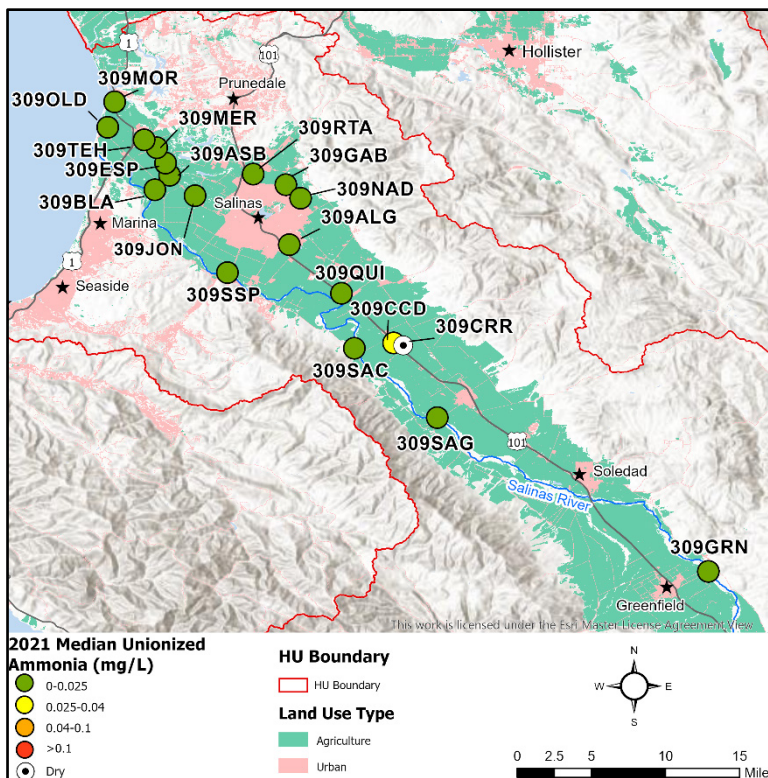 1
101
Hollister
309MOR
Prunedale
309OLD
309MER
309RTA
309TEH
309ASB
309GAB
309ESP
309NAD
309BLA
Salinas
309ALG
Marina
309JON
1
309QUI
Seaside
309SSP
309CCD
309CRR
309SAC
309SAG
101
Soledad
Salinas River
309GRN
Greenfield
This work is licensed under the Esri Master License Agreement.View
2021 Median Unionized
Ammonia (mg/L)
0-0.025
0.025-0.04
0.04-0.1
>0.1
Dry
HU Boundary
HU Boundary
Land Use Type
Agriculture
Urban
N
W E
S
0 2.5 5 10 15
Mile